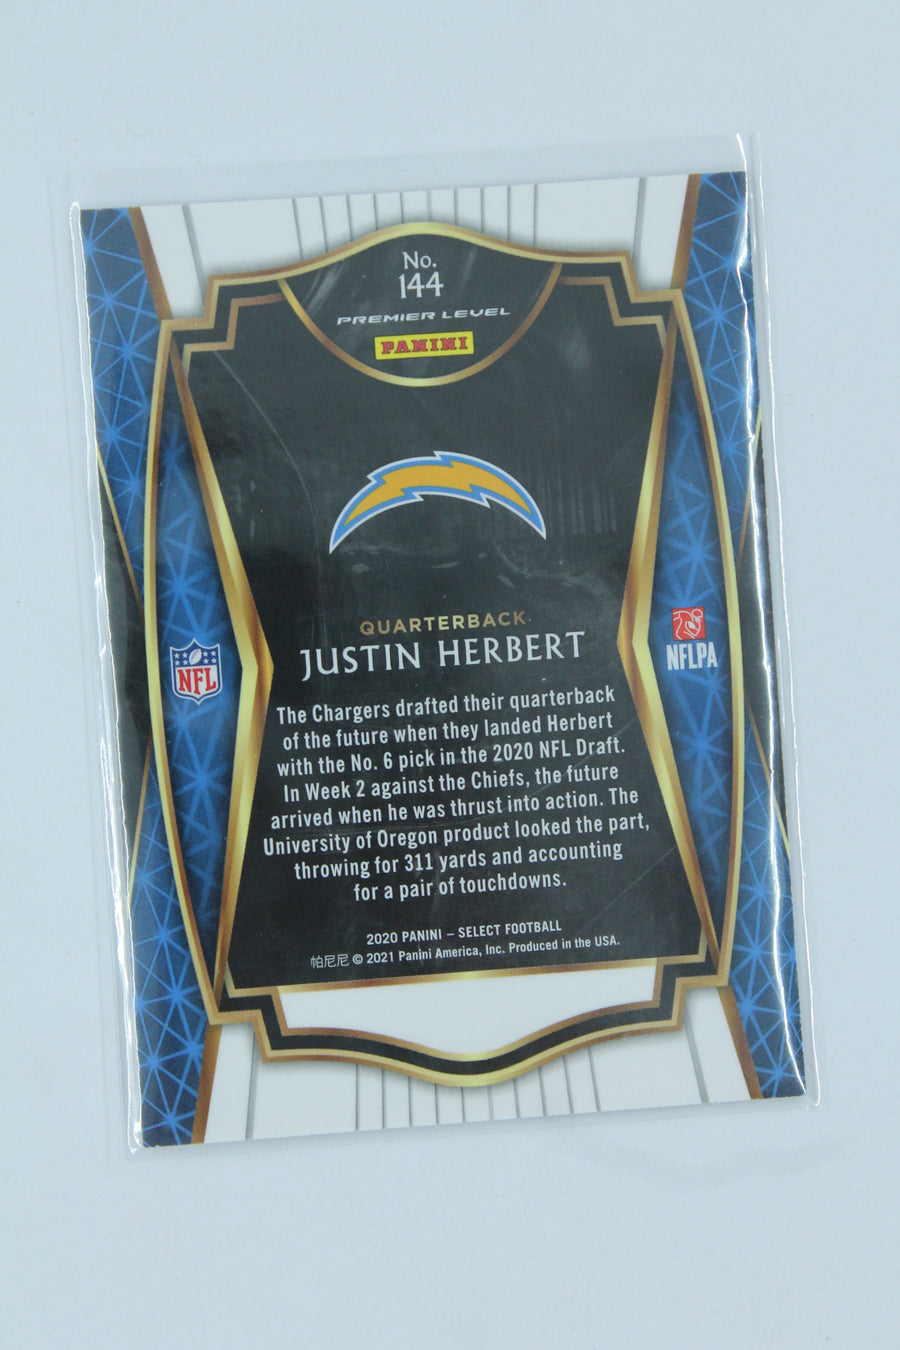 No.
144
PREMIER LEVEL
PANINI
QUARTERBACK
JUSTIN HERBERT
NFL
NFLPA
The Chargers drafted their quarterback
of the future when they landed Herbert
with the No. 6 pick in the 2020 NFL Draft.
In Week 2 against the Chiefs, the future
arrived when he was thrust into action. The
University of Oregon product looked the part,
throwing for 311 yards and accounting
for a pair of touchdowns.
2020 PANINI – SELECT FOOTBALL
帕尼尼 © 2021 Panini America, Inc. Produced in the USA.